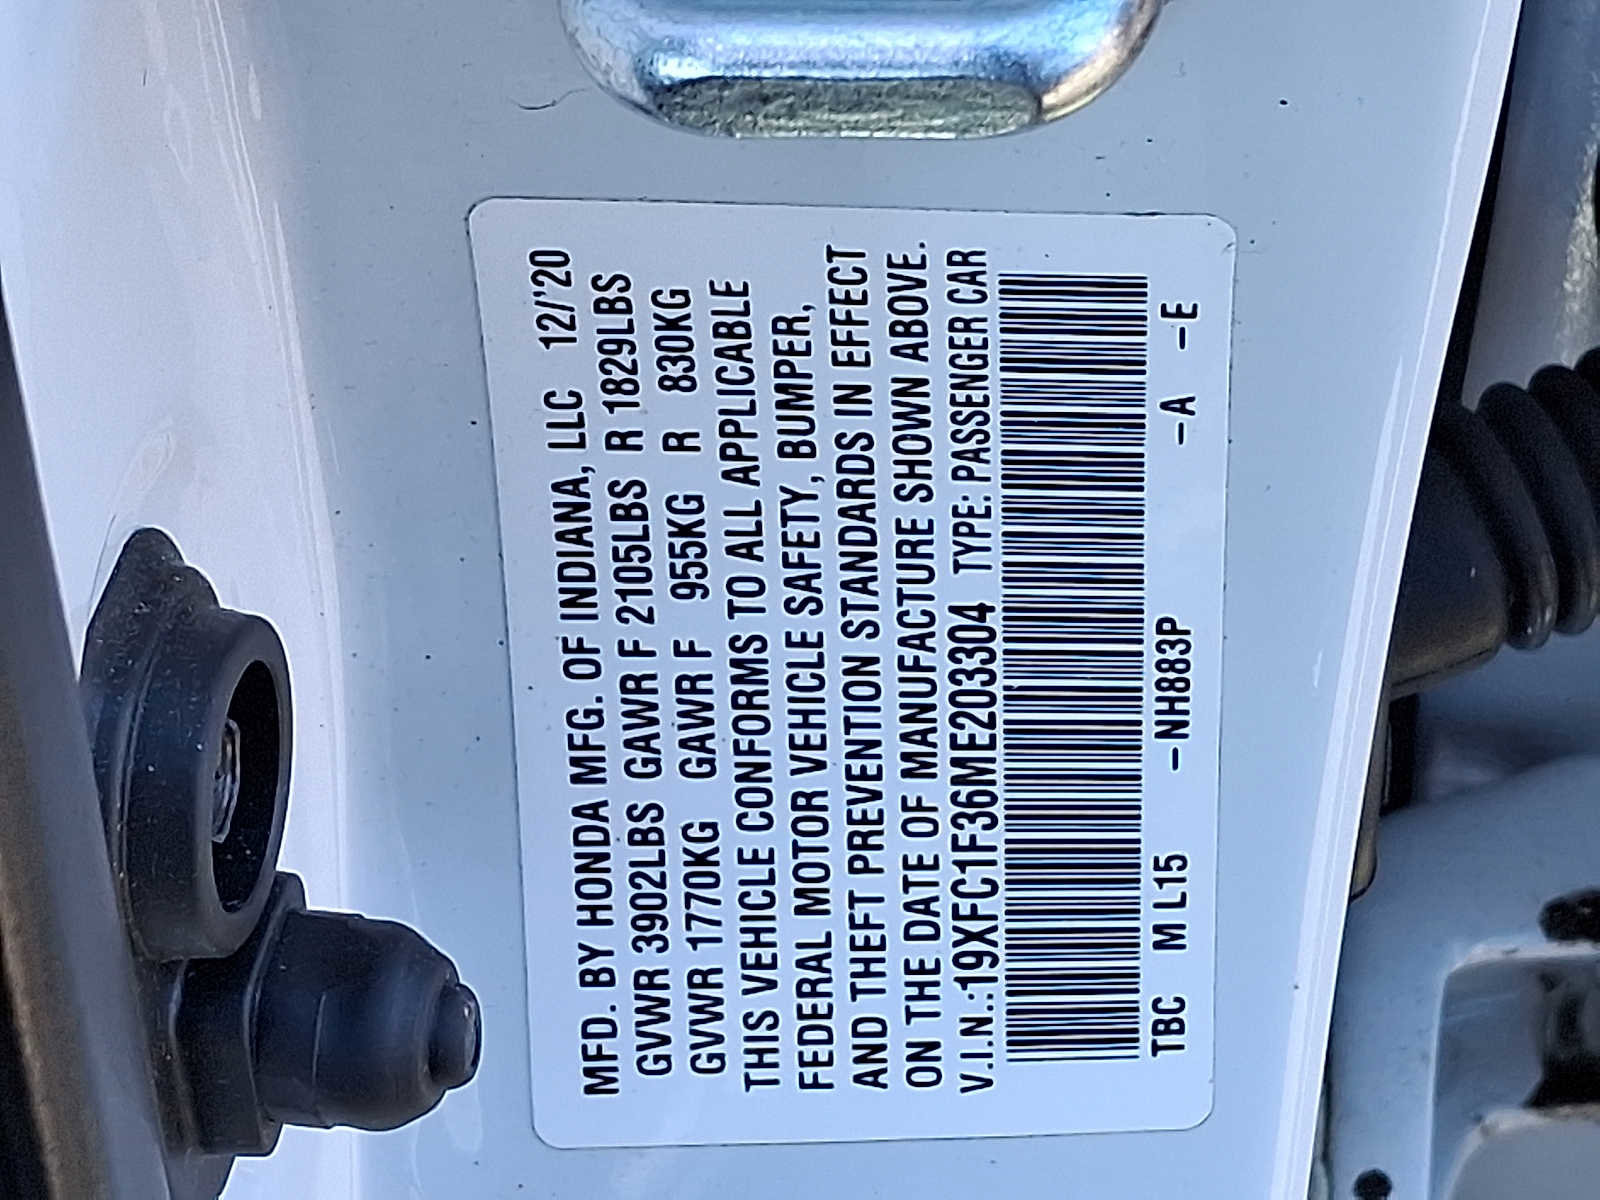 MFD. BY HONDA MFG. OF INDIANA, LLC 12/'20
GVWR 3902LBS GAWR F 2105LBS R 1829LBS
GVWR 1770KG GAWR F 955KG R 830KG
THIS VEHICLE CONFORMS TO ALL APPLICABLE
FEDERAL MOTOR VEHICLE SAFETY, BUMPER,
AND THEFT PREVENTION STANDARDS IN EFFECT
ON THE DATE OF MANUFACTURE SHOWN ABOVE.
V.I.N.:19XFC1F36ME203304 TYPE: PASSENGER CAR
TBC M L15 -NH883P -A -E